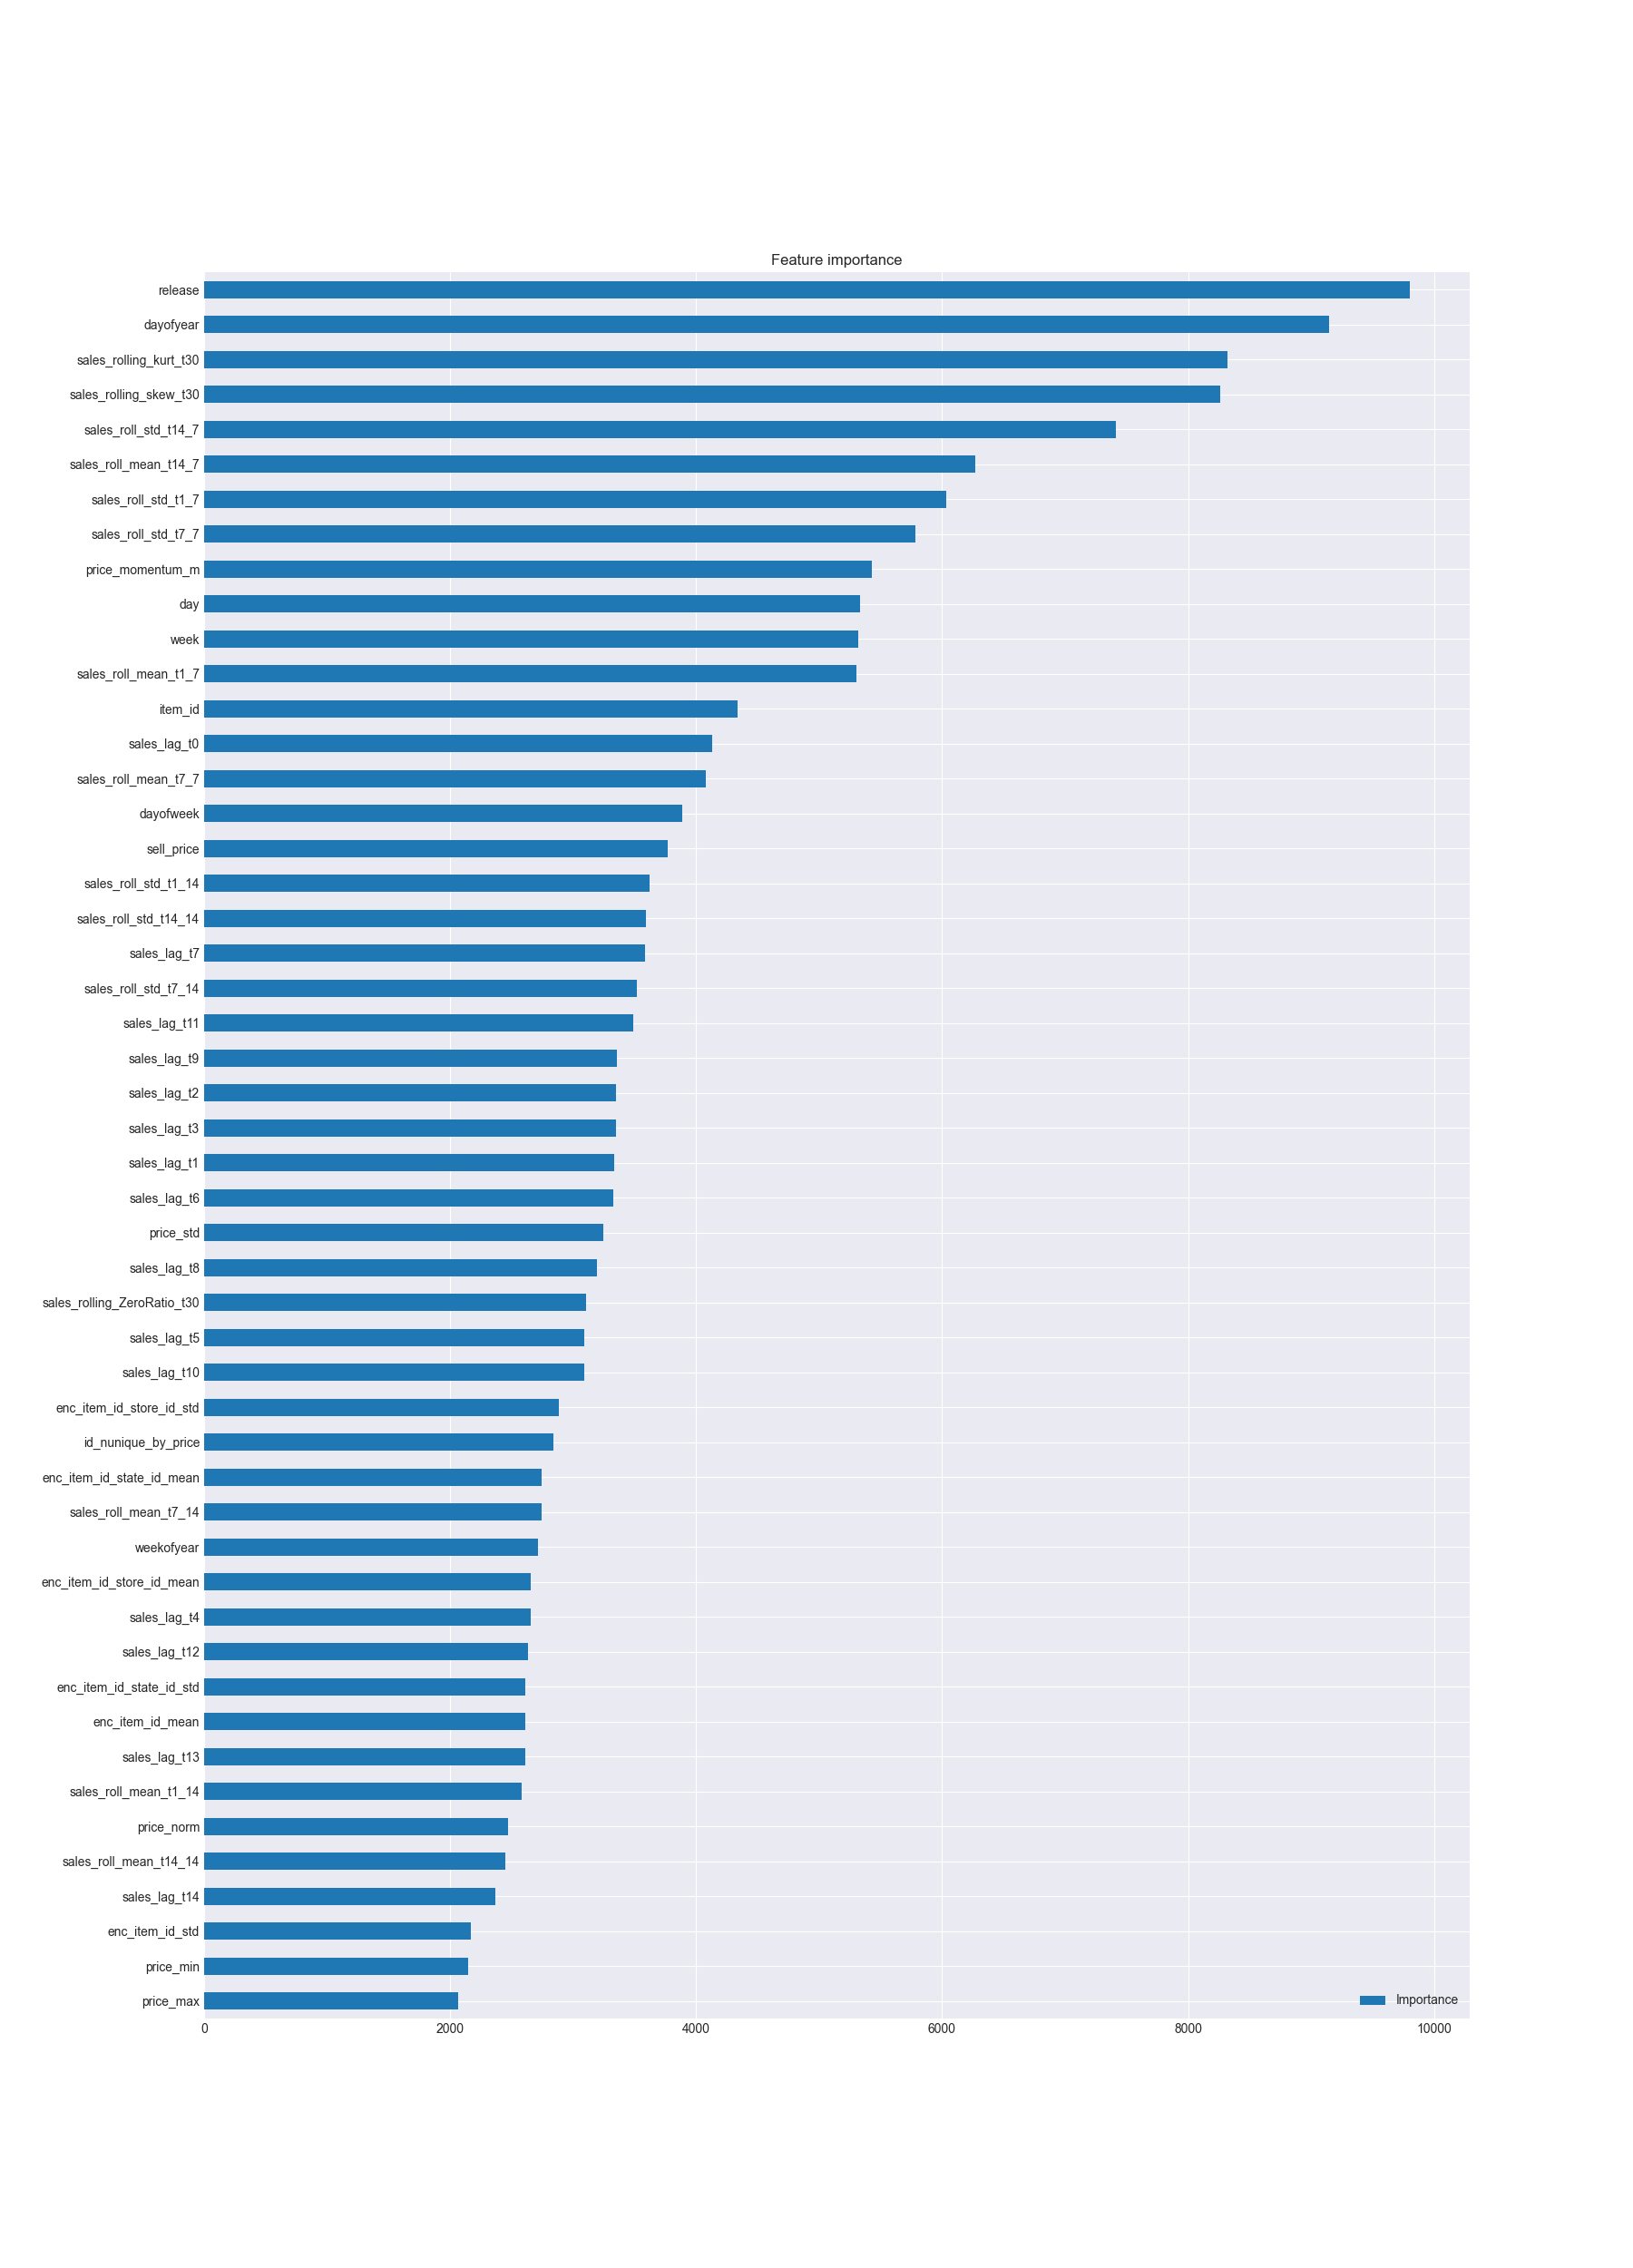 Feature importance
release
dayofyear
sales_rolling_kurt_t30
sales_rolling_skew_t30
sales_roll_std_t14_7
sales_roll_mean_t14_7
sales_roll_std_t1_7
sales_roll_std_t7_7
price_momentum_m
day
week
sales_roll_mean_t1_7
item_id
sales_lag_t0
sales_roll_mean_t7_7
dayofweek
sell_price
sales_roll_std_t1_14
sales_roll_std_t14_14
sales_lag_t7
sales_roll_std_t7_14
sales_lag_t11
sales_lag_t9
sales_lag_t2
sales_lag_t3
sales_lag_t1
sales_lag_t6
price_std
sales_lag_t8
sales_rolling_ZeroRatio_t30
sales_lag_t5
sales_lag_t10
enc_item_id_store_id_std
id_nunique_by_price
enc_item_id_state_id_mean
sales_roll_mean_t7_14
weekofyear
enc_item_id_store_id_mean
sales_lag_t4
sales_lag_t12
enc_item_id_state_id_std
enc_item_id_mean
sales_lag_t13
sales_roll_mean_t1_14
price_norm
sales_roll_mean_t14_14
sales_lag_t14
enc_item_id_std
price_min
price_max
Importance
0 2000 4000 6000 8000 10000